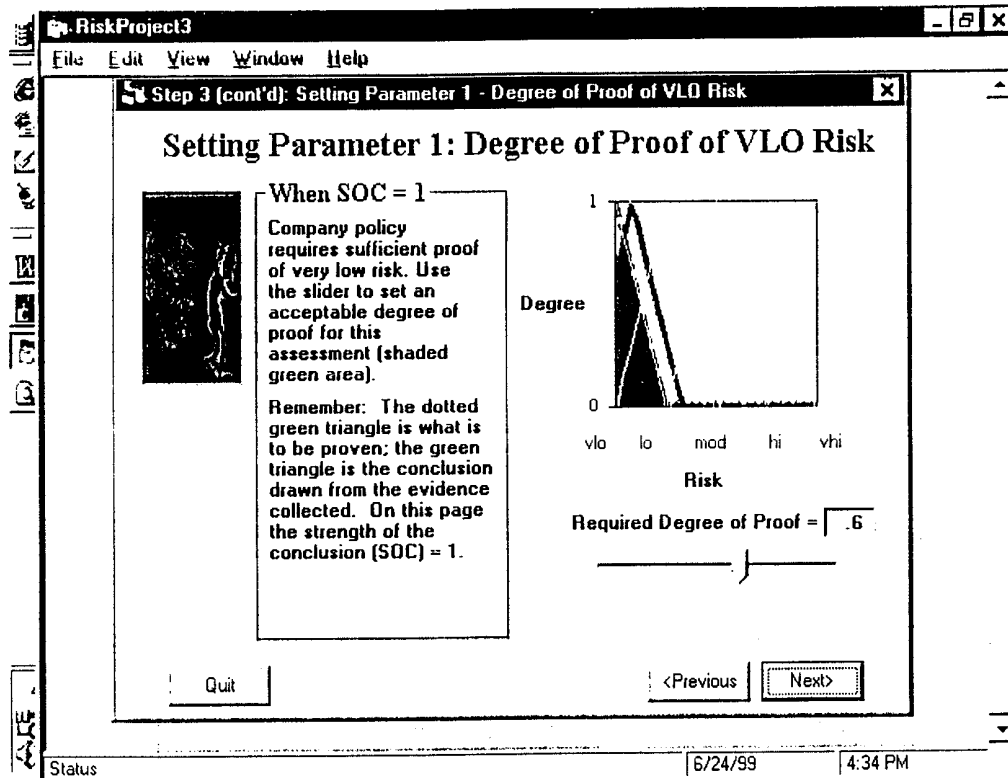 RiskProject3
File Edit View Window Help
Step 3 (cont'd): Setting Parameter 1 - Degree of Proof of VLO Risk
Setting Parameter 1: Degree of Proof of VLO Risk
When SOC = 1
Company policy
requires sufficient proof
of very low risk. Use
the slider to set an
acceptable degree of
proof for this
assessment (shaded
green area).
Remember: The dotted
green triangle is what is
to be proven; the green
triangle is the conclusion
drawn from the evidence
collected. On this page
the strength of the
conclusion (SOC) = 1.
1
Degree
0
vlo lo mod hi vhi
Risk
Required Degree of Proof = .6
Quit
<Previous
Next>
Status
6/24/99
4:34 PM